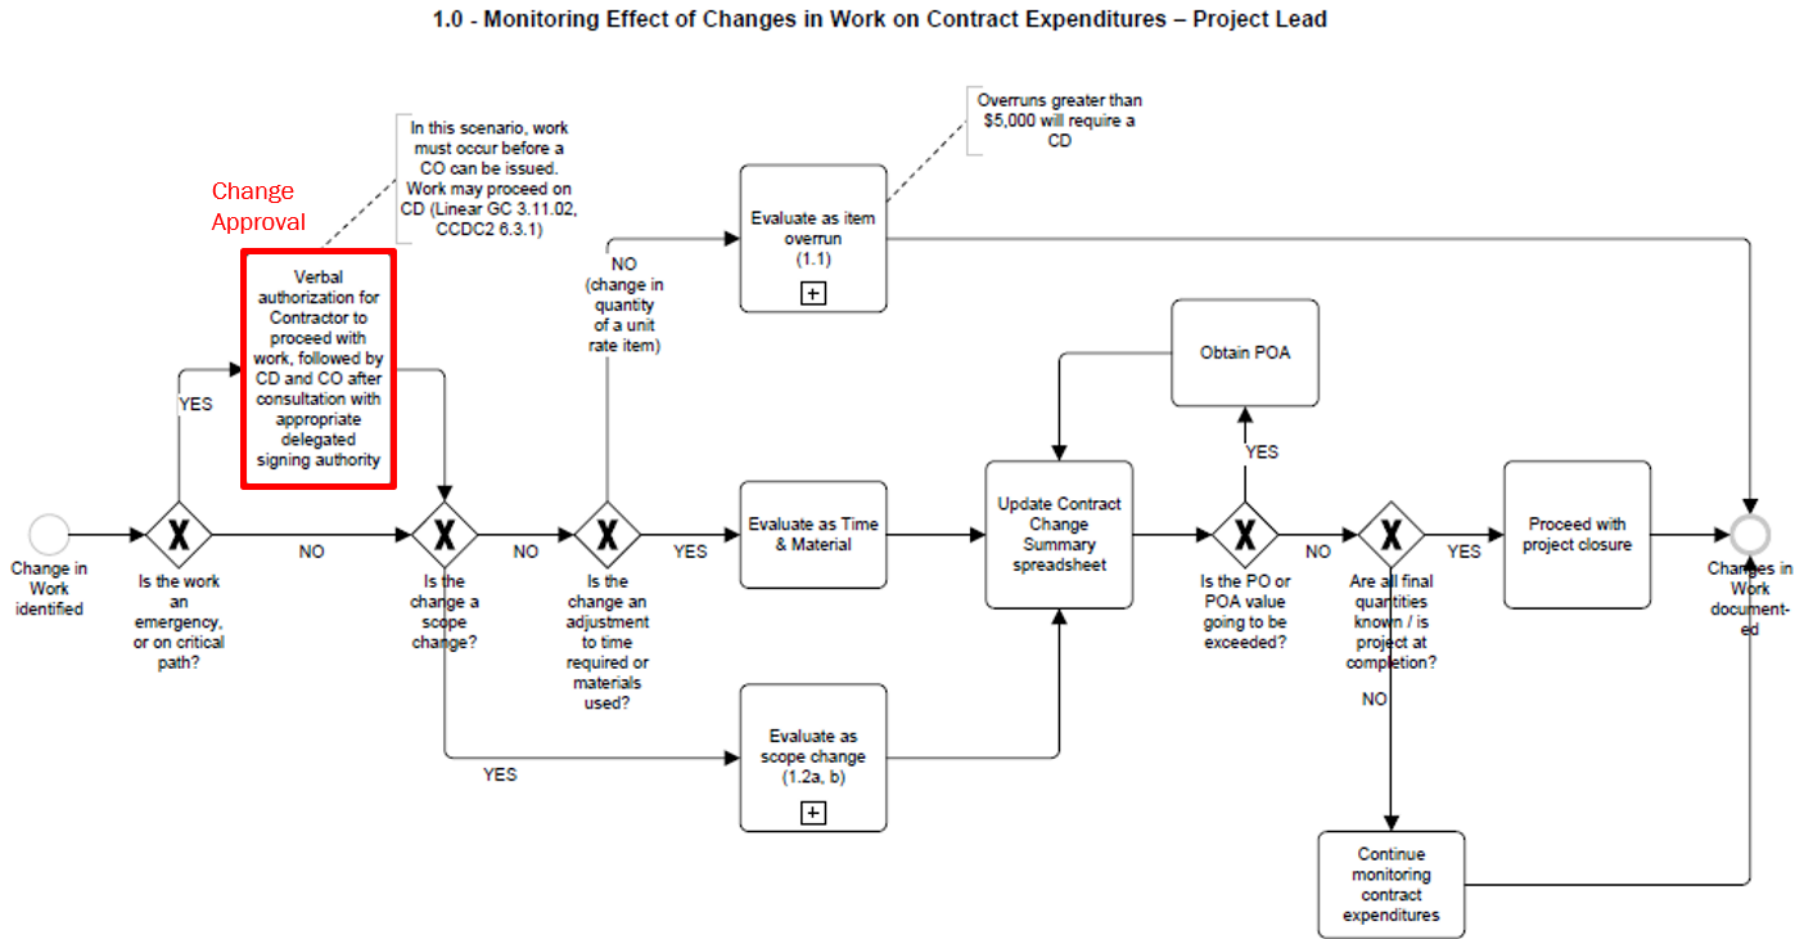 1.0 - Monitoring Effect of Changes in Work on Contract Expenditures – Project Lead
In this scenario, work
must occur before a
CO can be issued.
Work may proceed on
CD (Linear GC 3.11.02,
CCDC2 6.3.1)
Overruns greater than
$5,000 will require a
CD
Change
Approval
Verbal
authorization for
Contractor to
proceed with
work, followed by
CD and CO after
consultation with
appropriate
delegated
signing authority
NO
(change in
quantity
of a unit
rate item)
Evaluate as item
overrun
(1.1)
Obtain POA
YES
YES
Change in
Work
identified
Is the work
an
emergency,
or on critical
path?
NO
Is the
change a
scope
change?
NO
Is the
change an
adjustment
to time
required or
materials
used?
YES
Evaluate as Time
& Material
Update Contract
Change
Summary
spreadsheet
Is the PO or
POA value
going to be
exceeded?
NO
Are all final
quantities
known / is
project at
completion?
YES
Proceed with
project closure
Changes in
Work
document-
ed
NO
YES
Evaluate as
scope change
(1.2a, b)
Continue
monitoring
contract
expenditures